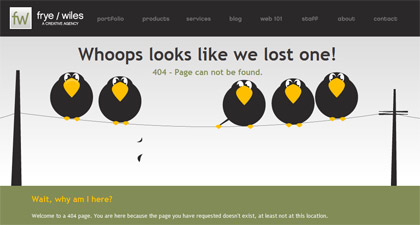 fw frye / wiles
A CREATIVE AGENCY
portfolio products services blog web 101 staff about contact
Whoops looks like we lost one!
404 - Page can not be found.
Wait, why am I here?
Welcome to a 404 page. You are here because the page you have requested doesn't exist, at least not at this location.